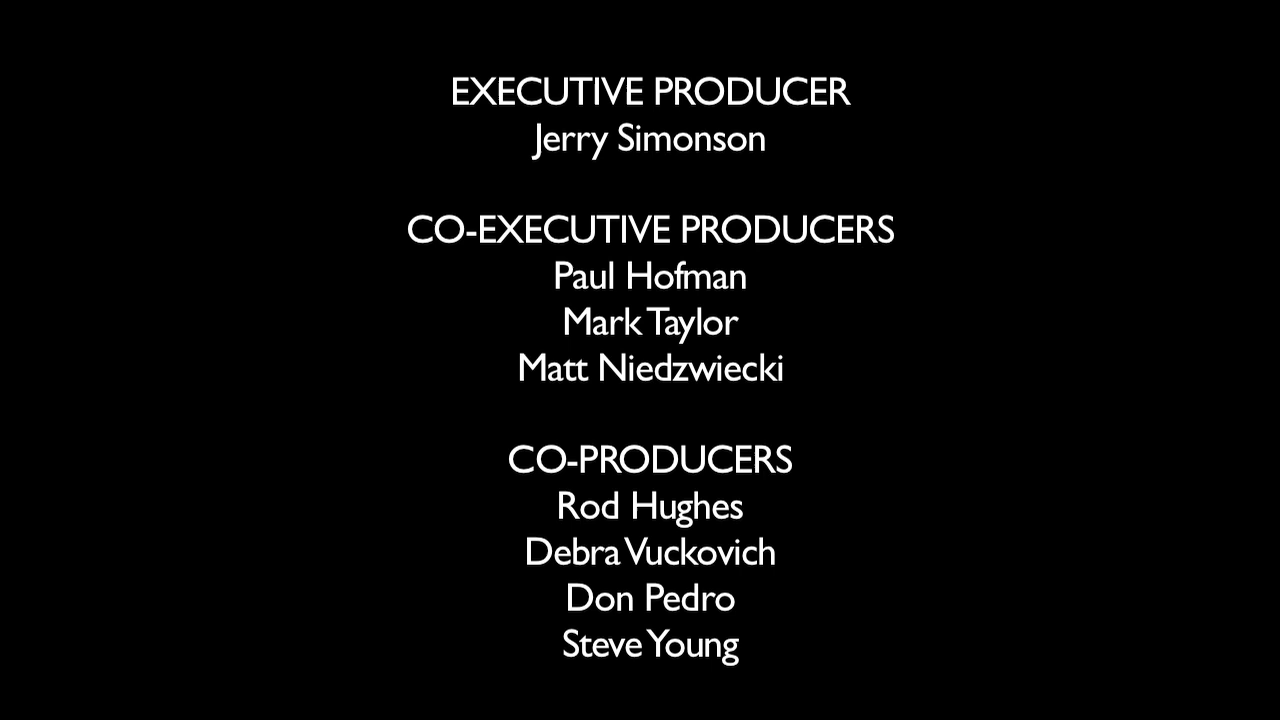 EXECUTIVE PRODUCER
Jerry Simonson
CO-EXECUTIVE PRODUCERS
Paul Hofman
Mark Taylor
Matt Niedzwiecki
CO-PRODUCERS
Rod Hughes
Debra Vuckovich
Don Pedro
Steve Young